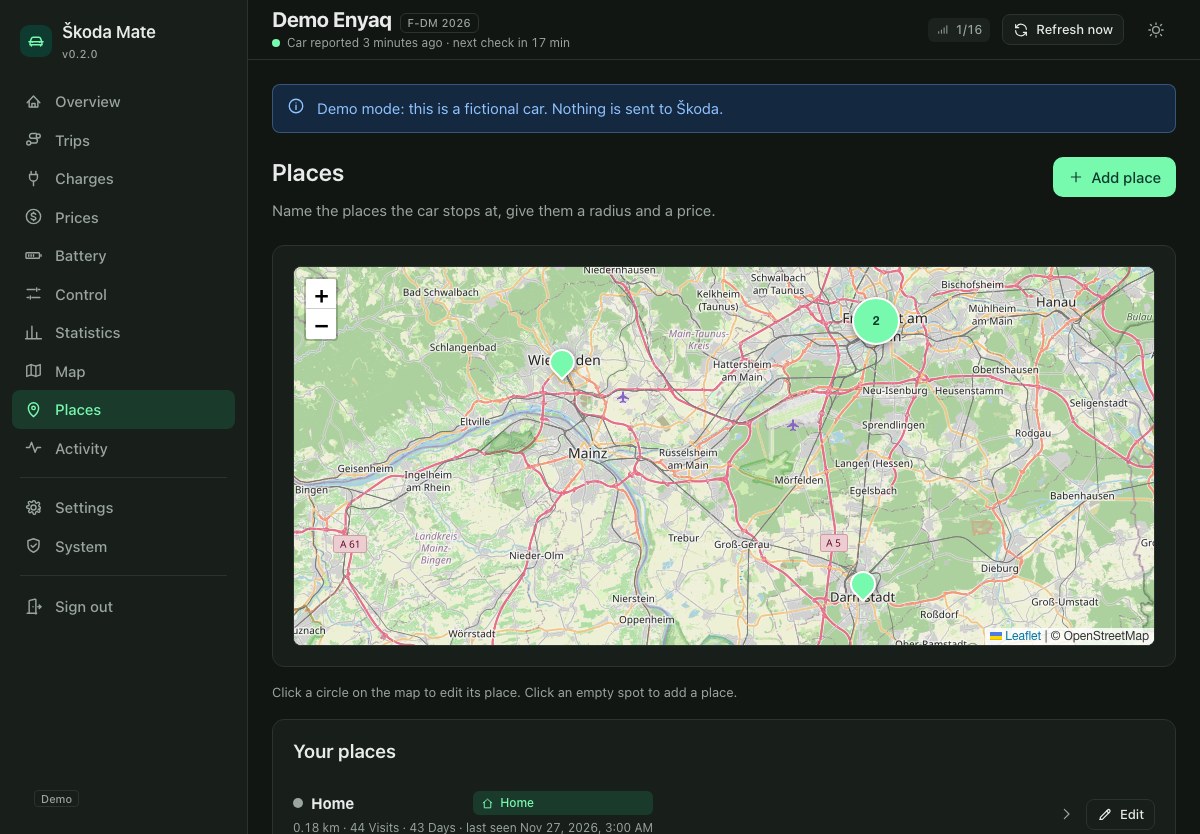 Škoda Mate
v0.2.0
Overview
Trips
Charges
Prices
Battery
Control
Statistics
Map
Places
Activity
Settings
System
Sign out
Demo
Demo Enyaq
F-DM 2026
Car reported 3 minutes ago · next check in 17 min
1/16
Refresh now
Demo mode: this is a fictional car. Nothing is sent to Škoda.
Places
Add place
Name the places the car stops at, give them a radius and a price.
+
−
Niedernhausen
Bad Schwalbach
Schwalbach
am Taunus
Kelkheim
(Taunus)
Bischofsheim
Hanau
Mühlheim
am Main
2
Main-Taunus-
Kreis
Schlangenbad
Hattersheim
am Main
Obertshausen
Neu-Isenburg
Heusenstamm
Seligenstadt
Eltville
Sprendlingen
Rodgau
Mainz
Rüsselsheim
am Main
Langen (Hessen)
Geisenheim
Ingelheim
am Rhein
Mörfelden
Bingen
Egelsbach
Babenhausen
Landkreis
Mainz-
Bingen
A 61
Nieder-Olm
Trebur
Groß-Gerau
A 5
Dieburg
Nierstein
Oppenheim
Roßdorf
Groß-Umstadt
Wörrstadt
Leaflet | © OpenStreetMap
Click a circle on the map to edit its place. Click an empty spot to add a place.
Your places
Home
Home
Edit
0.18 km · 44 Visits · 43 Days · last seen Nov 27, 2026, 3:00 AM